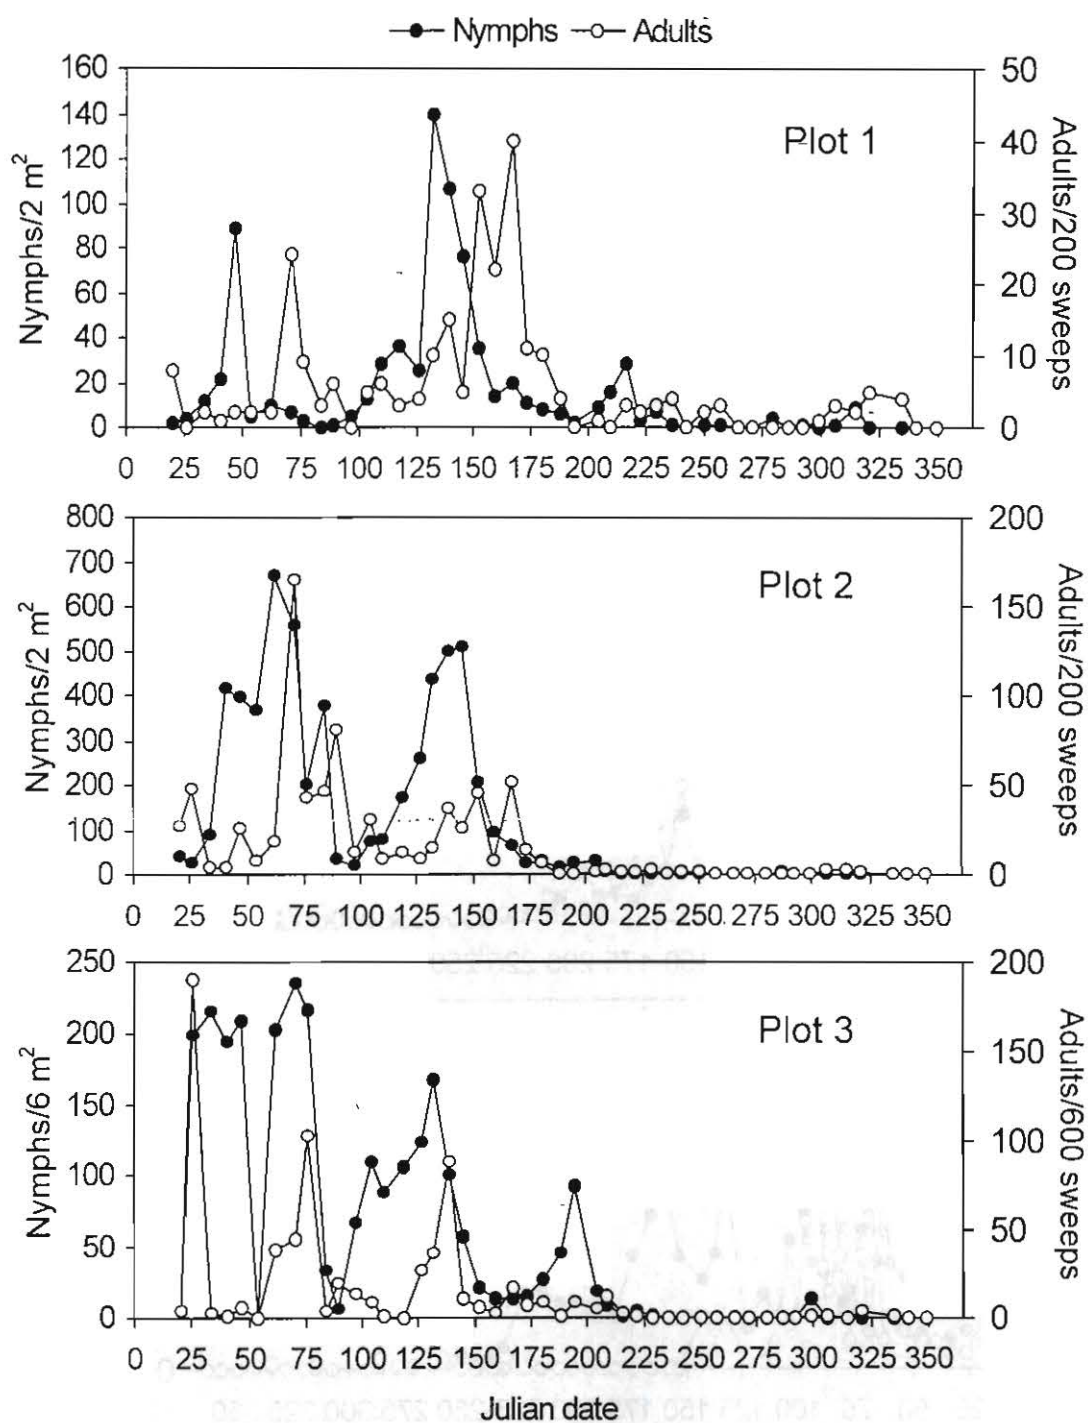 Nymphs Adults
160 140 120 100 80 60 40 20 0
Nymphs/2 m²
Plot 1
50 40 30 20 10 0
Adults/200 sweeps
0 25 50 75 100 125 150 175 200 225 250 275 300 325 350
800 700 600 500 400 300 200 100 0
Nymphs/2 m²
Plot 2
200 150 100 50 0
Adults/200 sweeps
0 25 50 75 100 125 150 175 200 225 250 275 300 325 350
250 200 150 100 50 0
Nymphs/6 m²
Plot 3
200 150 100 50 0
Adults/600 sweeps
0 25 50 75 100 125 150 175 200 225 250 275 300 325 350
Julian date